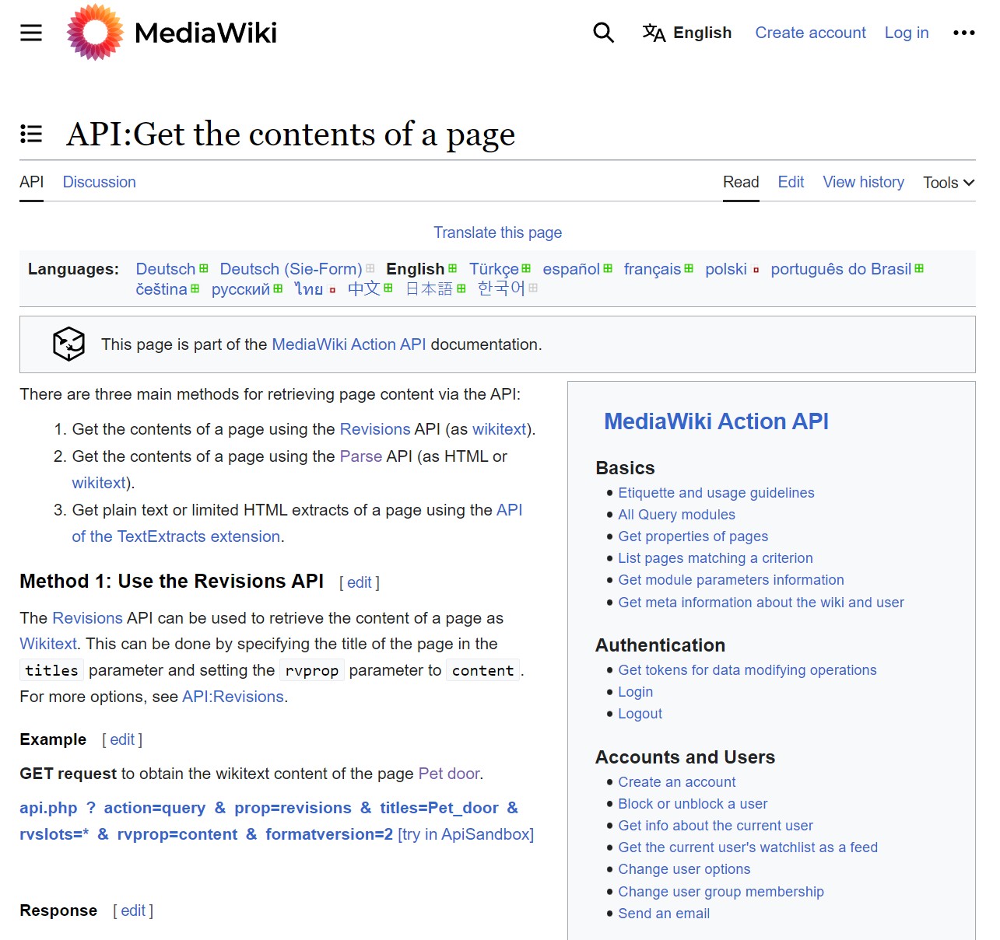 MediaWiki
English Create account Log in
API:Get the contents of a page
API Discussion Read Edit View history Tools
Translate this page
Languages: Deutsch Deutsch (Sie-Form) English Türkçe español français polski português do Brasil
čeština русский ไทย 中文 日本語 한국어
This page is part of the MediaWiki Action API documentation.
There are three main methods for retrieving page content via the API:
1. Get the contents of a page using the Revisions API (as wikitext).
2. Get the contents of a page using the Parse API (as HTML or
wikitext).
3. Get plain text or limited HTML extracts of a page using the API
of the TextExtracts extension.
Method 1: Use the Revisions API [ edit ]
The Revisions API can be used to retrieve the content of a page as
Wikitext. This can be done by specifying the title of the page in the
titles parameter and setting the rvprop parameter to content.
For more options, see API:Revisions.
Example [ edit ]
GET request to obtain the wikitext content of the page Pet door.
api.php ? action=query & prop=revisions & titles=Pet_door &
rvslots=* & rvprop=content & formatversion=2 [try in ApiSandbox]
Response [ edit ]
MediaWiki Action API
Basics
Etiquette and usage guidelines
All Query modules
Get properties of pages
List pages matching a criterion
Get module parameters information
Get meta information about the wiki and user
Authentication
Get tokens for data modifying operations
Login
Logout
Accounts and Users
Create an account
Block or unblock a user
Get info about the current user
Get the current user's watchlist as a feed
Change user options
Change user group membership
Send an email